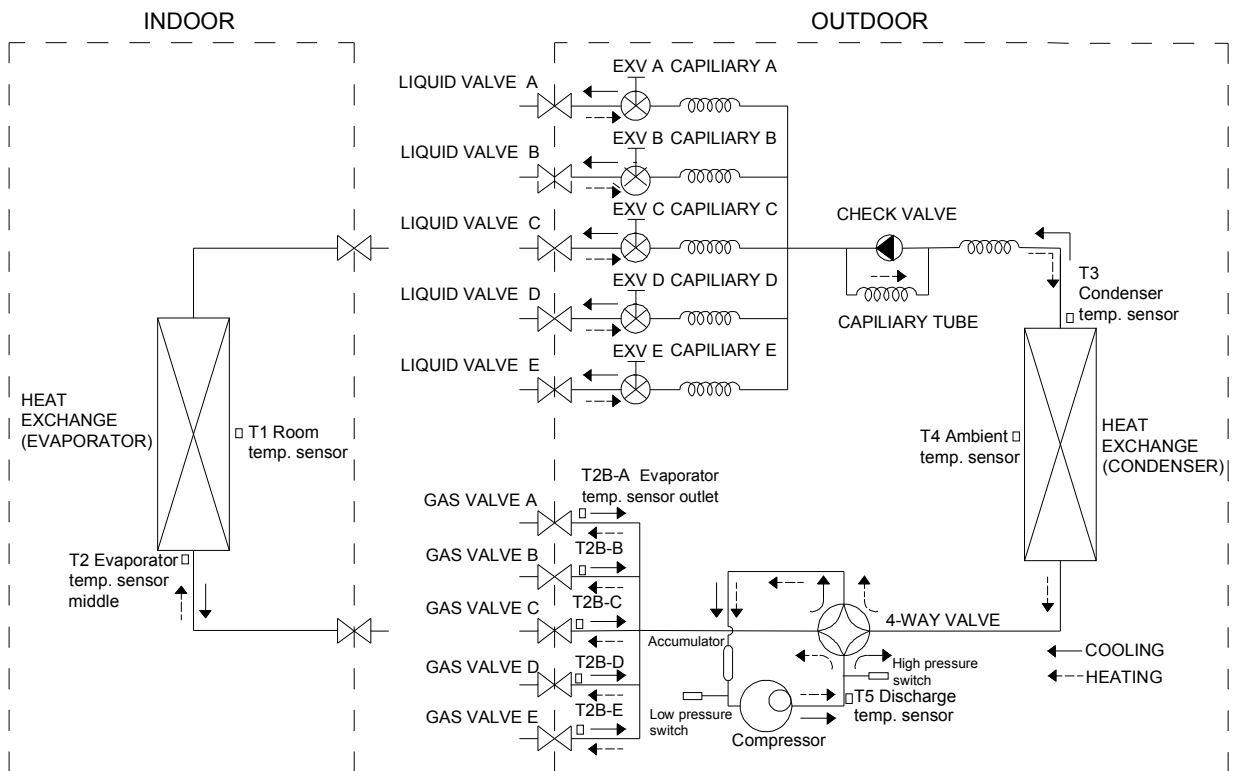 INDOOR
OUTDOOR
LIQUID VALVE A
EXV A CAPILIARY A
LIQUID VALVE B
EXV B CAPILIARY B
LIQUID VALVE C
EXV C CAPILIARY C
LIQUID VALVE D
EXV D CAPILIARY D
LIQUID VALVE E
EXV E CAPILIARY E
CHECK VALVE
CAPILIARY TUBE
T3
Condenser
temp. sensor
HEAT
EXCHANGE
(EVAPORATOR)
T1 Room
temp. sensor
T4 Ambient
temp. sensor
HEAT
EXCHANGE
(CONDENSER)
T2 Evaporator
temp. sensor
middle
GAS VALVE A
T2B-A Evaporator
temp. sensor outlet
GAS VALVE B
T2B-B
GAS VALVE C
T2B-C
GAS VALVE D
T2B-D
GAS VALVE E
T2B-E
Accumulator
4-WAY VALVE
High pressure
switch
Low pressure
switch
T5 Discharge
temp. sensor
Compressor
COOLING
HEATING